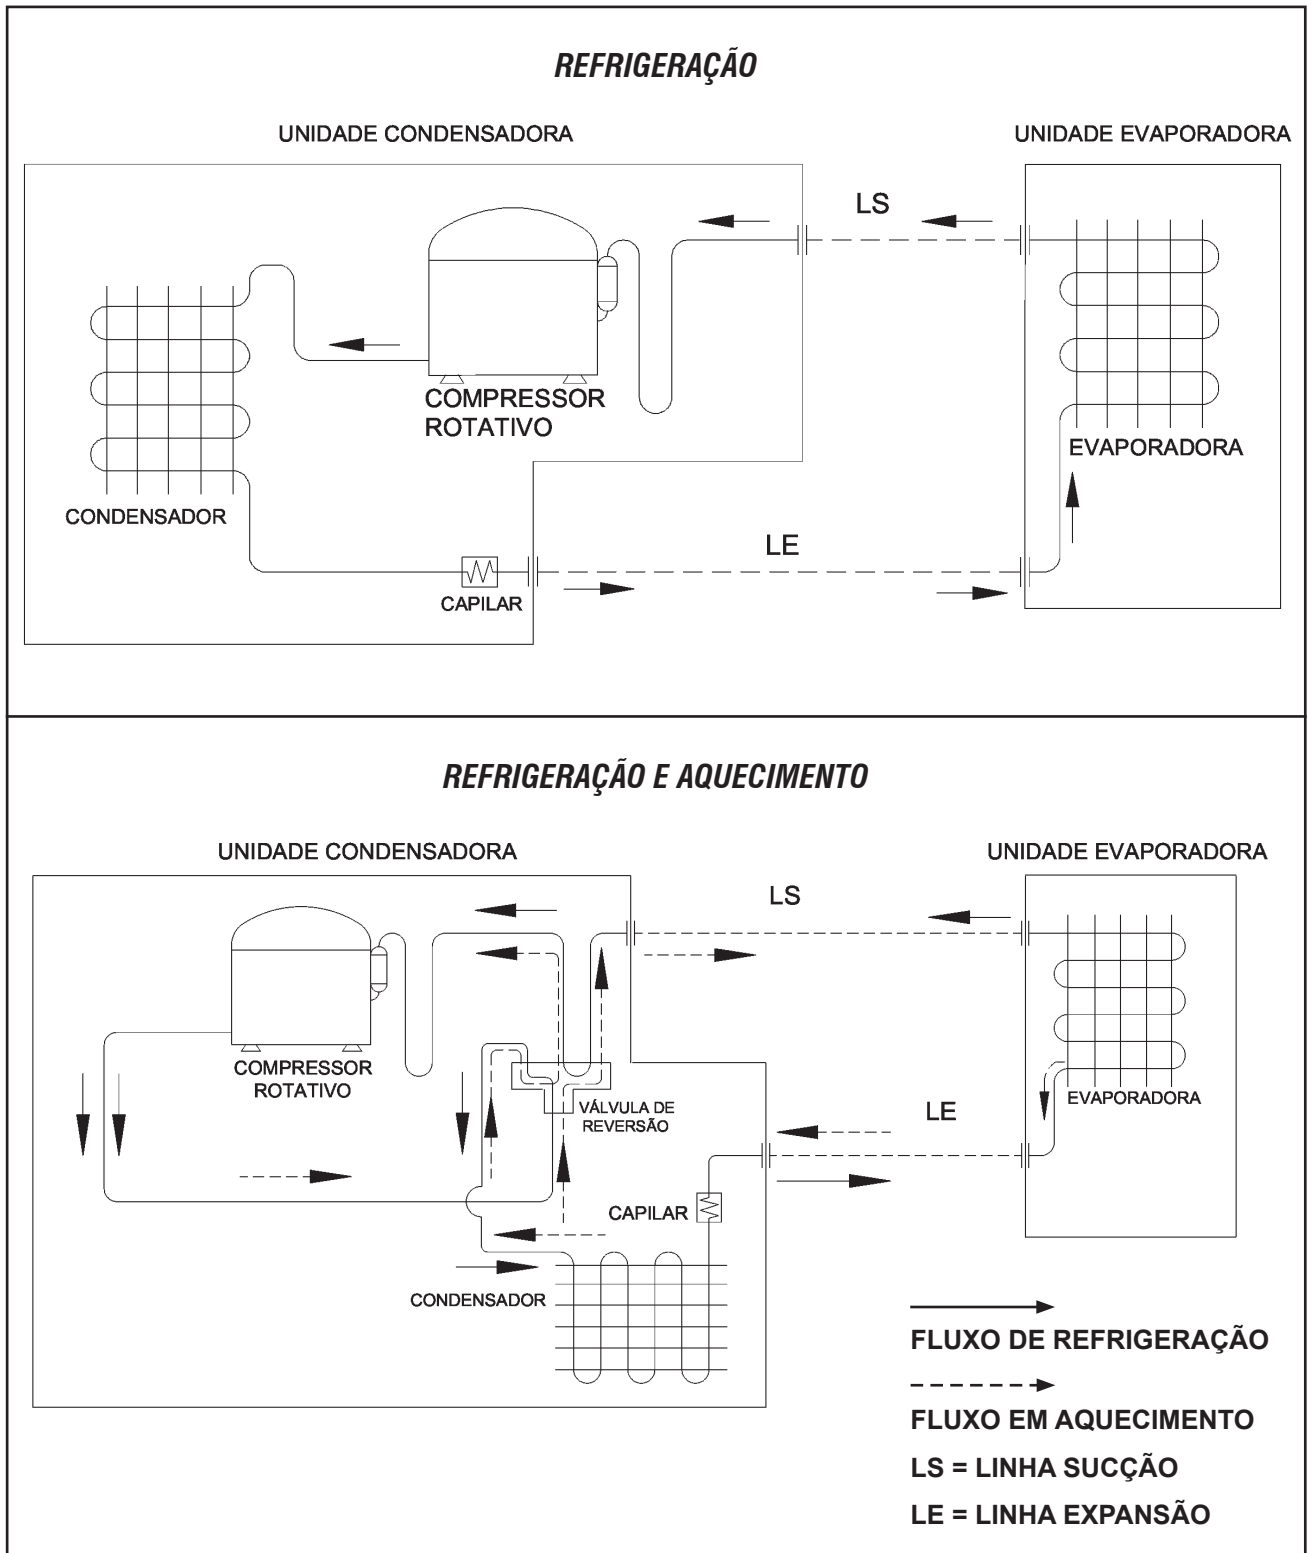 REFRIGERAÇÃO
UNIDADE CONDENSADORA
UNIDADE EVAPORADORA
LS
COMPRESSOR
ROTATIVO
EVAPORADORA
CONDENSADOR
LE
CAPILAR
REFRIGERAÇÃO E AQUECIMENTO
UNIDADE CONDENSADORA
UNIDADE EVAPORADORA
LS
COMPRESSOR
ROTATIVO
VÁLVULA DE
REVERSÃO
LE
EVAPORADORA
CAPILAR
CONDENSADOR
FLUXO DE REFRIGERAÇÃO
FLUXO EM AQUECIMENTO
LS = LINHA SUCÇÃO
LE = LINHA EXPANSÃO